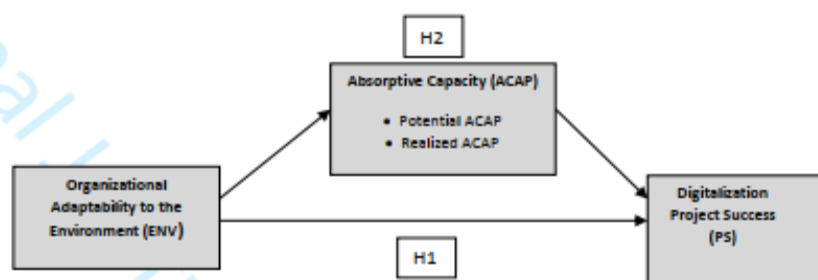 H2
Absorptive Capacity (ACAP)
• Potential ACAP
• Realized ACAP
Organizational
Adaptability to the
Environment (ENV)
Digitalization
Project Success
(PS)
H1